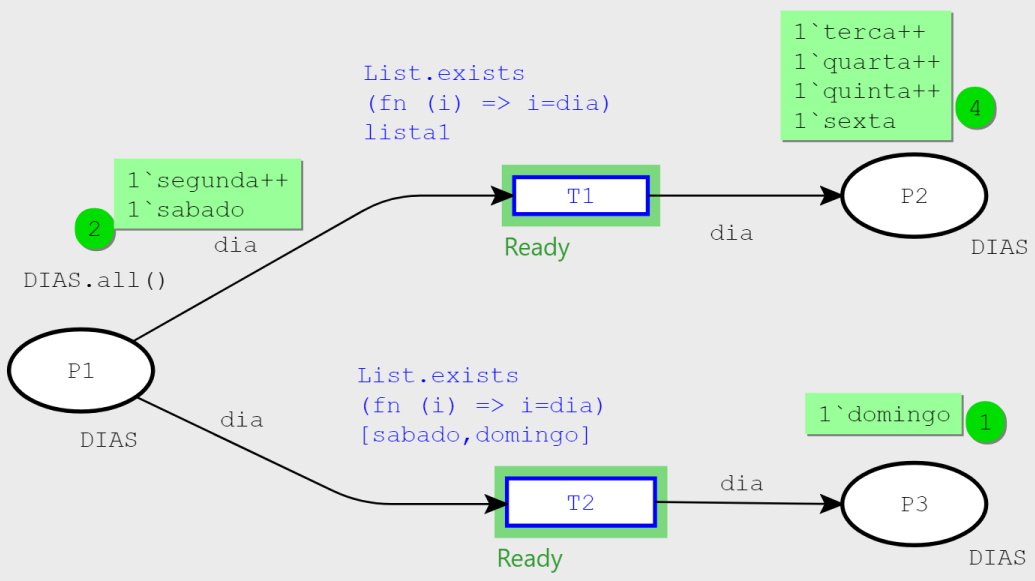 1`terca++
1`quarta++
1`quinta++
1`sexta
4
List.exists
(fn (i) => i=dia)
lista1
1`segunda++
1`sabado
2
dia
DIAS.all()
T1
Ready
dia
P2
DIAS
P1
DIAS
dia
List.exists
(fn (i) => i=dia)
[sabado,domingo]
1`domingo
1
T2
Ready
dia
P3
DIAS